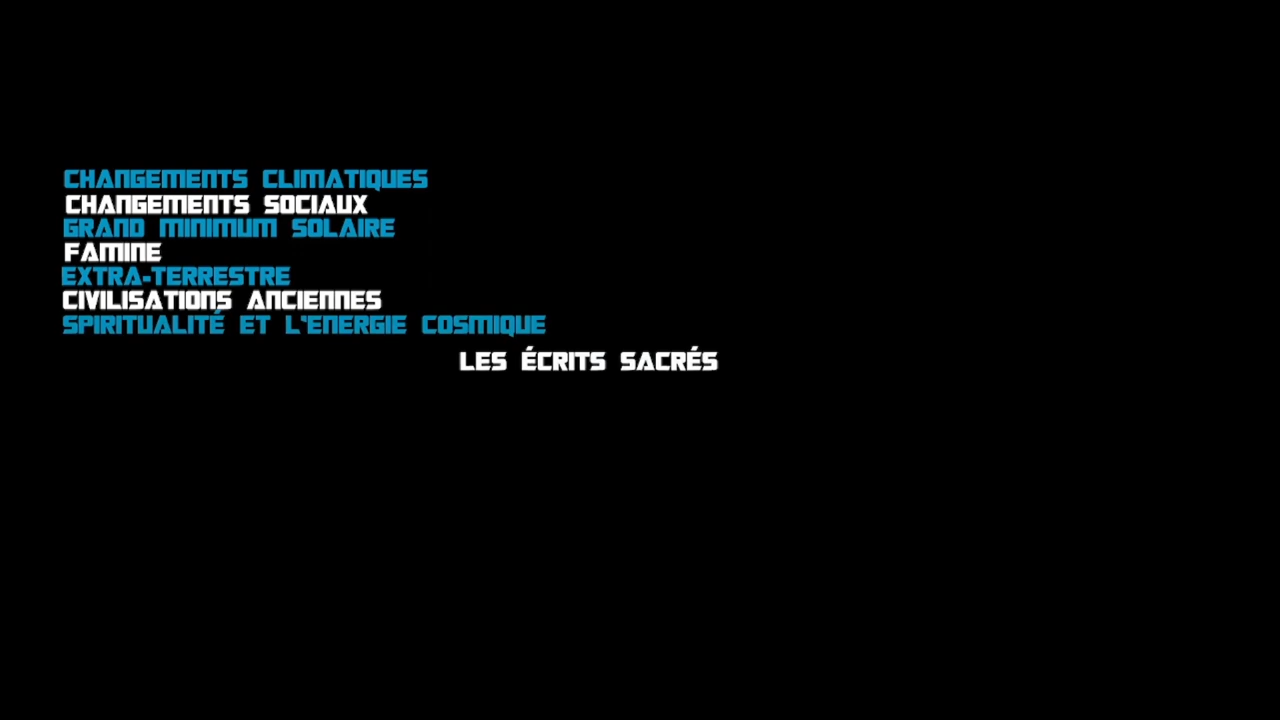 CHANGEMENTS CLIMATIQUES
CHANGEMENTS SOCIAUX
GRAND MINIMUM SOLAIRE
FAMINE
EXTRA-TERRESTRE
CIVILISATIONS ANCIENNES
SPIRITUALITÉ ET L'ENERGIE COSMIQUE
LES ÉCRITS SACRÉS